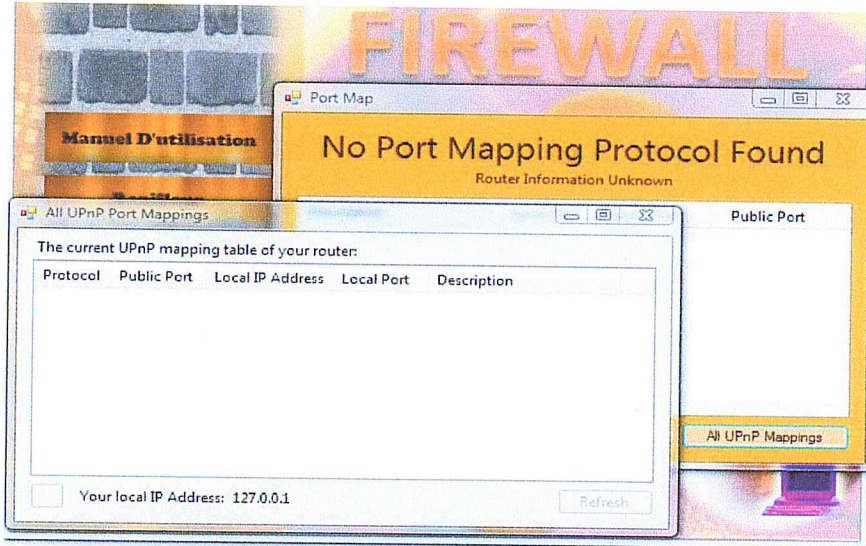 FIREWALL
Manuel D'utilisation
Port Map
No Port Mapping Protocol Found
Router Information Unknown
Public Port
All UPnP Mappings
All UPnP Port Mappings
The current UPnP mapping table of your router:
Protocol Public Port Local IP Address Local Port Description
Your local IP Address: 127.0.0.1
Refresh